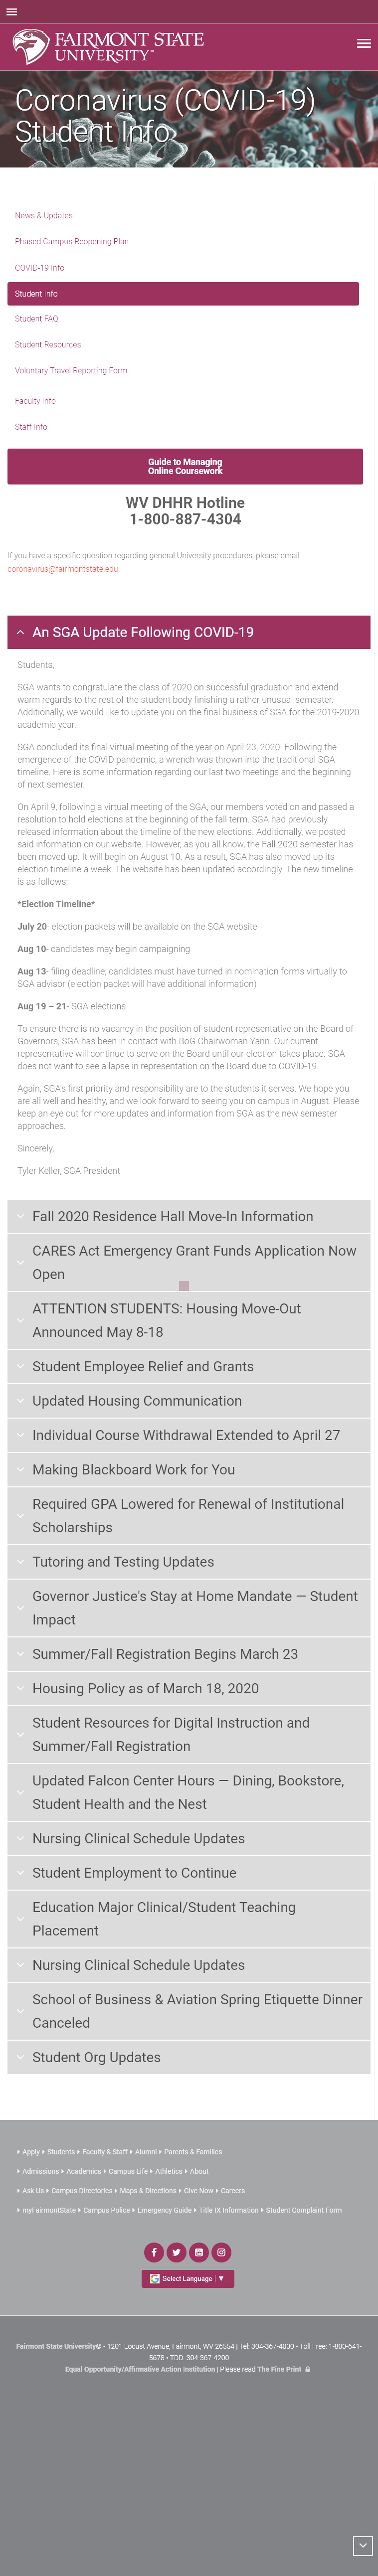 FAIRMONT STATE
UNIVERSITY™
Coronavirus (COVID-19)
Student Info
News & Updates
Phased Campus Reopening Plan
COVID-19 Info
Student Info
Student FAQ
Student Resources
Voluntary Travel Reporting Form
Faculty Info
Staff Info
Guide to Managing
Online Coursework
WV DHHR Hotline
1-800-887-4304
If you have a specific question regarding general University procedures, please email
coronavirus@fairmontstate.edu.
An SGA Update Following COVID-19
Students,
SGA wants to congratulate the class of 2020 on successful graduation and extend
warm regards to the rest of the student body finishing a rather unusual semester.
Additionally, we would like to update you on the final business of SGA for the 2019-2020
academic year.
SGA concluded its final virtual meeting of the year on April 23, 2020. Following the
emergence of the COVID pandemic, a wrench was thrown into the traditional SGA
timeline. Here is some information regarding our last two meetings and the beginning
of next semester.
On April 9, following a virtual meeting of the SGA, our members voted on and passed a
resolution to hold elections at the beginning of the fall term. SGA had previously
released information about the timeline of the new elections. Additionally, we posted
said information on our website. However, as you all know, the Fall 2020 semester has
been moved up. It will begin on August 10. As a result, SGA has also moved up its
election timeline a week. The website has been updated accordingly. The new timeline
is as follows:
*Election Timeline*
July 20- election packets will be available on the SGA website
Aug 10- candidates may begin campaigning
Aug 13- filing deadline; candidates must have turned in nomination forms virtually to
SGA advisor (election packet will have additional information)
Aug 19 – 21- SGA elections
To ensure there is no vacancy in the position of student representative on the Board of
Governors, SGA has been in contact with BoG Chairwoman Yann. Our current
representative will continue to serve on the Board until our election takes place. SGA
does not want to see a lapse in representation on the Board due to COVID-19.
Again, SGA's first priority and responsibility are to the students it serves. We hope you
are all well and healthy, and we look forward to seeing you on campus in August. Please
keep an eye out for more updates and information from SGA as the new semester
approaches.
Sincerely,
Tyler Keller, SGA President
Fall 2020 Residence Hall Move-In Information
CARES Act Emergency Grant Funds Application Now
Open
ATTENTION STUDENTS: Housing Move-Out
Announced May 8-18
Student Employee Relief and Grants
Updated Housing Communication
Individual Course Withdrawal Extended to April 27
Making Blackboard Work for You
Required GPA Lowered for Renewal of Institutional
Scholarships
Tutoring and Testing Updates
Governor Justice's Stay at Home Mandate — Student
Impact
Summer/Fall Registration Begins March 23
Housing Policy as of March 18, 2020
Student Resources for Digital Instruction and
Summer/Fall Registration
Updated Falcon Center Hours — Dining, Bookstore,
Student Health and the Nest
Nursing Clinical Schedule Updates
Student Employment to Continue
Education Major Clinical/Student Teaching
Placement
Nursing Clinical Schedule Updates
School of Business & Aviation Spring Etiquette Dinner
Canceled
Student Org Updates
Apply Students Faculty & Staff Alumni Parents & Families
Admissions Academics Campus Life Athletics About
Ask Us Campus Directories Maps & Directions Give Now Careers
myFairmontState Campus Police Emergency Guide Title IX Information Student Complaint Form
Select Language ▼
Fairmont State University© • 1201 Locust Avenue, Fairmont, WV 26554 | Tel: 304-367-4000 • Toll Free: 1-800-641-
5678 • TDD: 304-367-4200
Equal Opportunity/Affirmative Action Institution | Please read The Fine Print